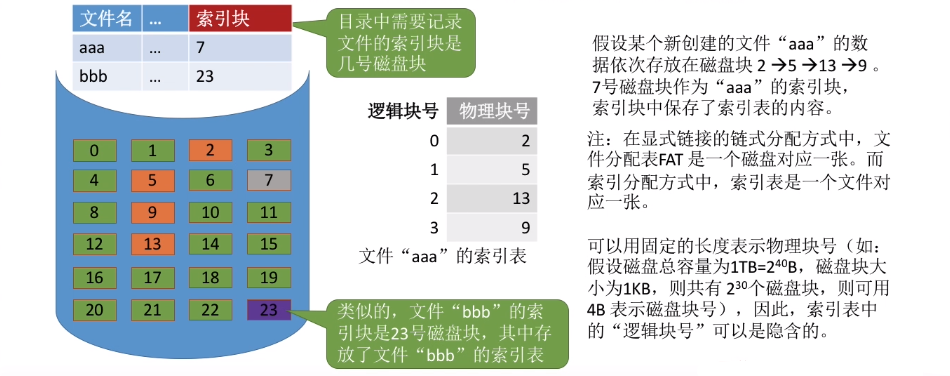 文件名 ... 索引块
aaa ... 7
bbb ... 23
目录中需要记录
文件的索引块是
几号磁盘块
0 1 2 3
4 5 6 7
8 9 10 11
12 13 14 15
16 17 18 19
20 21 22 23
逻辑块号 物理块号
0 2
1 5
2 13
3 9
文件“aaa”的索引表
类似的，文件“bbb”的索
引块是23号磁盘块，其中存
放了文件“bbb”的索引表
假设某个新创建的文件“aaa”的数
据依次存放在磁盘块 2 →5 →13 →9 。
7号磁盘块作为“aaa”的索引块，
索引块中保存了索引表的内容。
注：在显式链接的链式分配方式中，文
件分配表FAT 是一个磁盘对应一张。而
索引分配方式中，索引表是一个文件对
应一张。
可以用固定的长度表示物理块号（如：
假设磁盘总容量为1TB=2⁴⁰B，磁盘块大
小为1KB，则共有 2³⁰个磁盘块，则可用
4B 表示磁盘块号），因此，索引表中
的“逻辑块号”可以是隐含的。